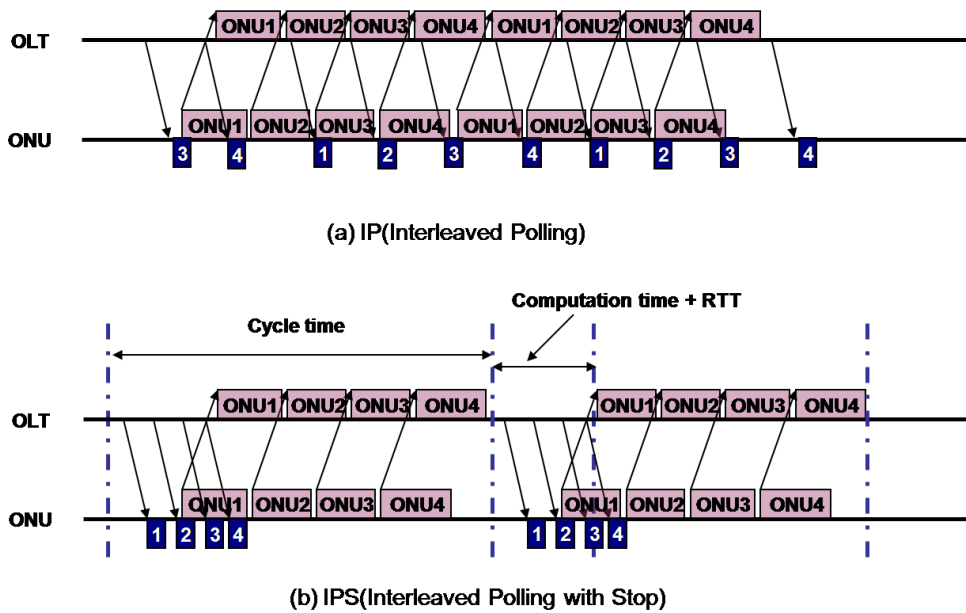 OLT ONU1 ONU2 ONU3 ONU4 ONU1 ONU2 ONU3 ONU4
ONU ONU1 ONU2 ONU3 ONU4 ONU1 ONU2 ONU3 ONU4
3 4 1 2 3 4 1 2 3 4
(a) IP(Interleaved Polling)
Computation time + RTT
Cycle time
OLT ONU1 ONU2 ONU3 ONU4 ONU1 ONU2 ONU3 ONU4
ONU ONU1 ONU2 ONU3 ONU4 ONU1 ONU2 ONU3 ONU4
1 2 3 4 1 2 3 4
(b) IPS(Interleaved Polling with Stop)